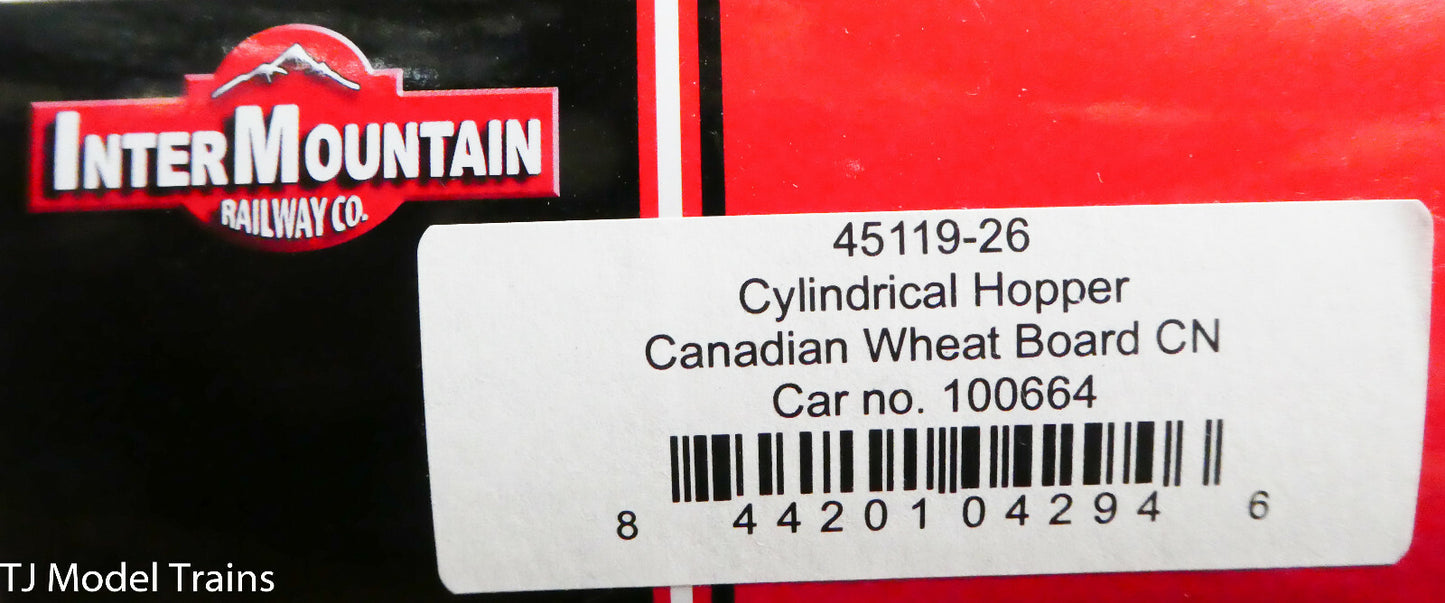 INTERMOUNTAIN
RAILWAY CO.
45119-26
Cylindrical Hopper
Canadian Wheat Board CN
Car no. 100664
8 44201 04294 6
TJ Model Trains